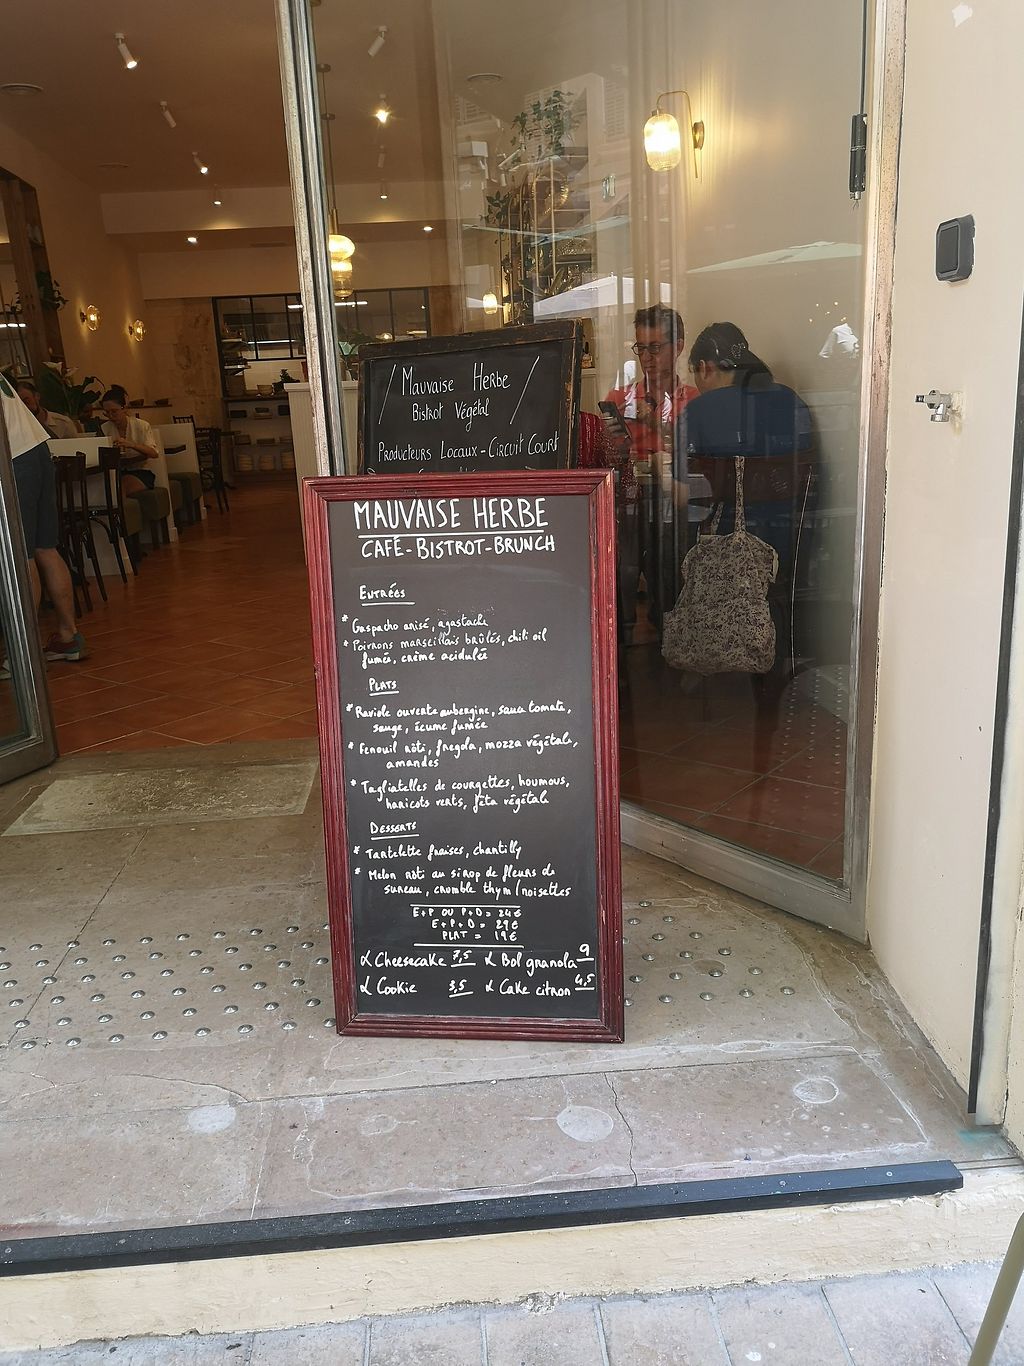 / Mauvaise Herbe /
Bistrot Végétal
Producteurs Locaux - Circuit Court
MAUVAISE HERBE
CAFÉ-BISTROT-BRUNCH
ENTRÉES
* Gaspacho anisé, agastache
* Poivrons marseillais brûlés, chili oil
fumée, crème acidulée
PLATS
* Raviole ouverte aubergine, sauce tomate,
sauge, écume fumée
* Fenouil rôti, fregola, mozza végétale,
amandes
* Tagliatelles de courgettes, houmous,
haricots verts, féta végétale
DESSERTS
* Tartelette fraises, chantilly
* Melon rôti au sirop de fleurs de
sureau, crumble thym/noisettes
E+P OU P+D = 24€
E+P+D = 29€
PLAT = 19€
Cheesecake 7,5 Bol granola 9
Cookie 3,5 Cake citron 4,5